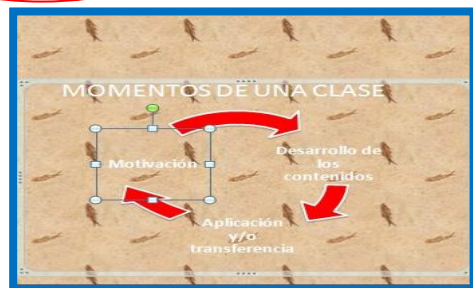 MOMENTOS DE UNA CLASE
Motivación
Desarrollo de
los
contenidos
Aplicación
y/o
transferencia